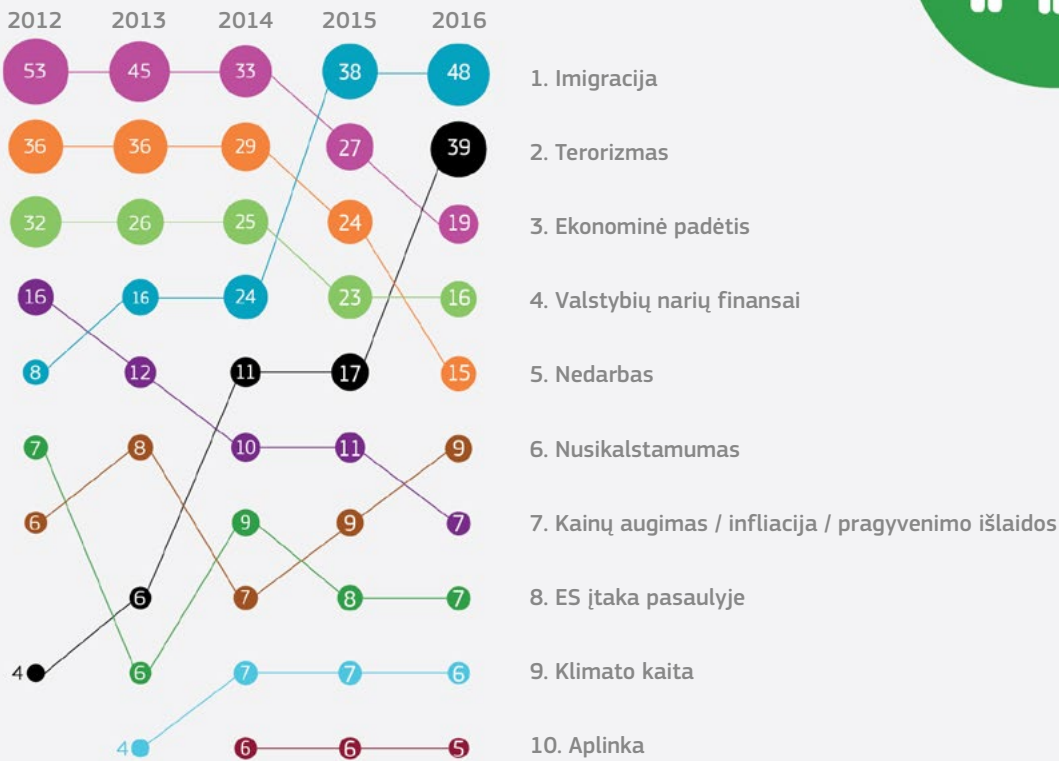 2012 2013 2014 2015 2016
53 45 33 38 48 1. Imigracija
36 36 29 27 39 2. Terorizmas
32 26 25 24 19 3. Ekonominė padėtis
16 16 24 23 16 4. Valstybių narių finansai
8 12 11 17 15 5. Nedarbas
7 8 10 11 9 6. Nusikalstamumas
6 9 9 7 7. Kainų augimas / infliacija / pragyvenimo išlaidos
6 7 8 7 8. ES įtaka pasaulyje
4 6 7 7 6 9. Klimato kaita
4 6 6 5 10. Aplinka